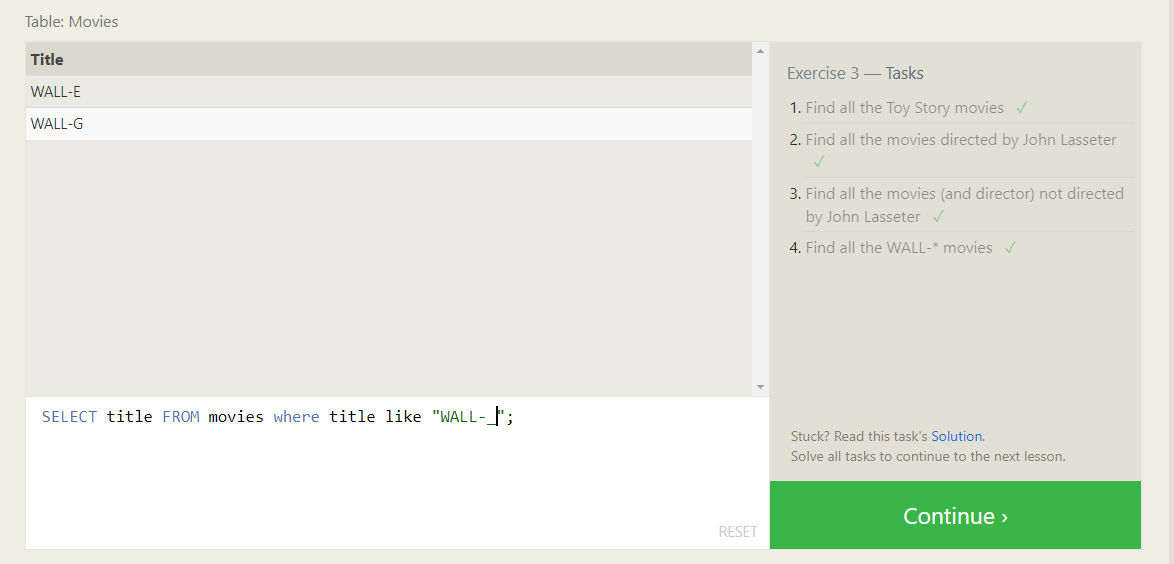 Table: Movies
Title
WALL-E
WALL-G
SELECT title FROM movies where title like "WALL-_";
RESET
Exercise 3 — Tasks
1. Find all the Toy Story movies ✓
2. Find all the movies directed by John Lasseter
✓
3. Find all the movies (and director) not directed
by John Lasseter ✓
4. Find all the WALL-* movies ✓
Stuck? Read this task's Solution.
Solve all tasks to continue to the next lesson.
Continue ›